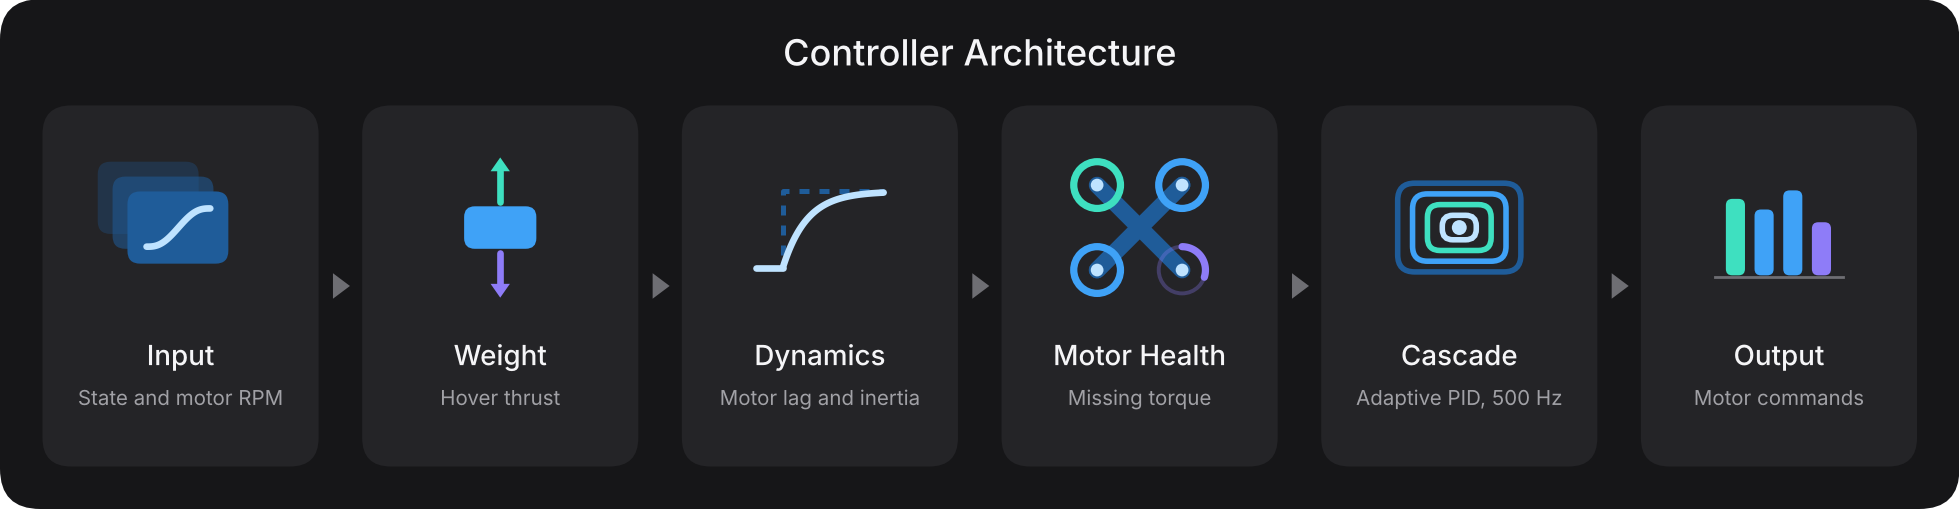 Controller Architecture
Input
State and motor RPM
Weight
Hover thrust
Dynamics
Motor lag and inertia
Motor Health
Missing torque
Cascade
Adaptive PID, 500 Hz
Output
Motor commands